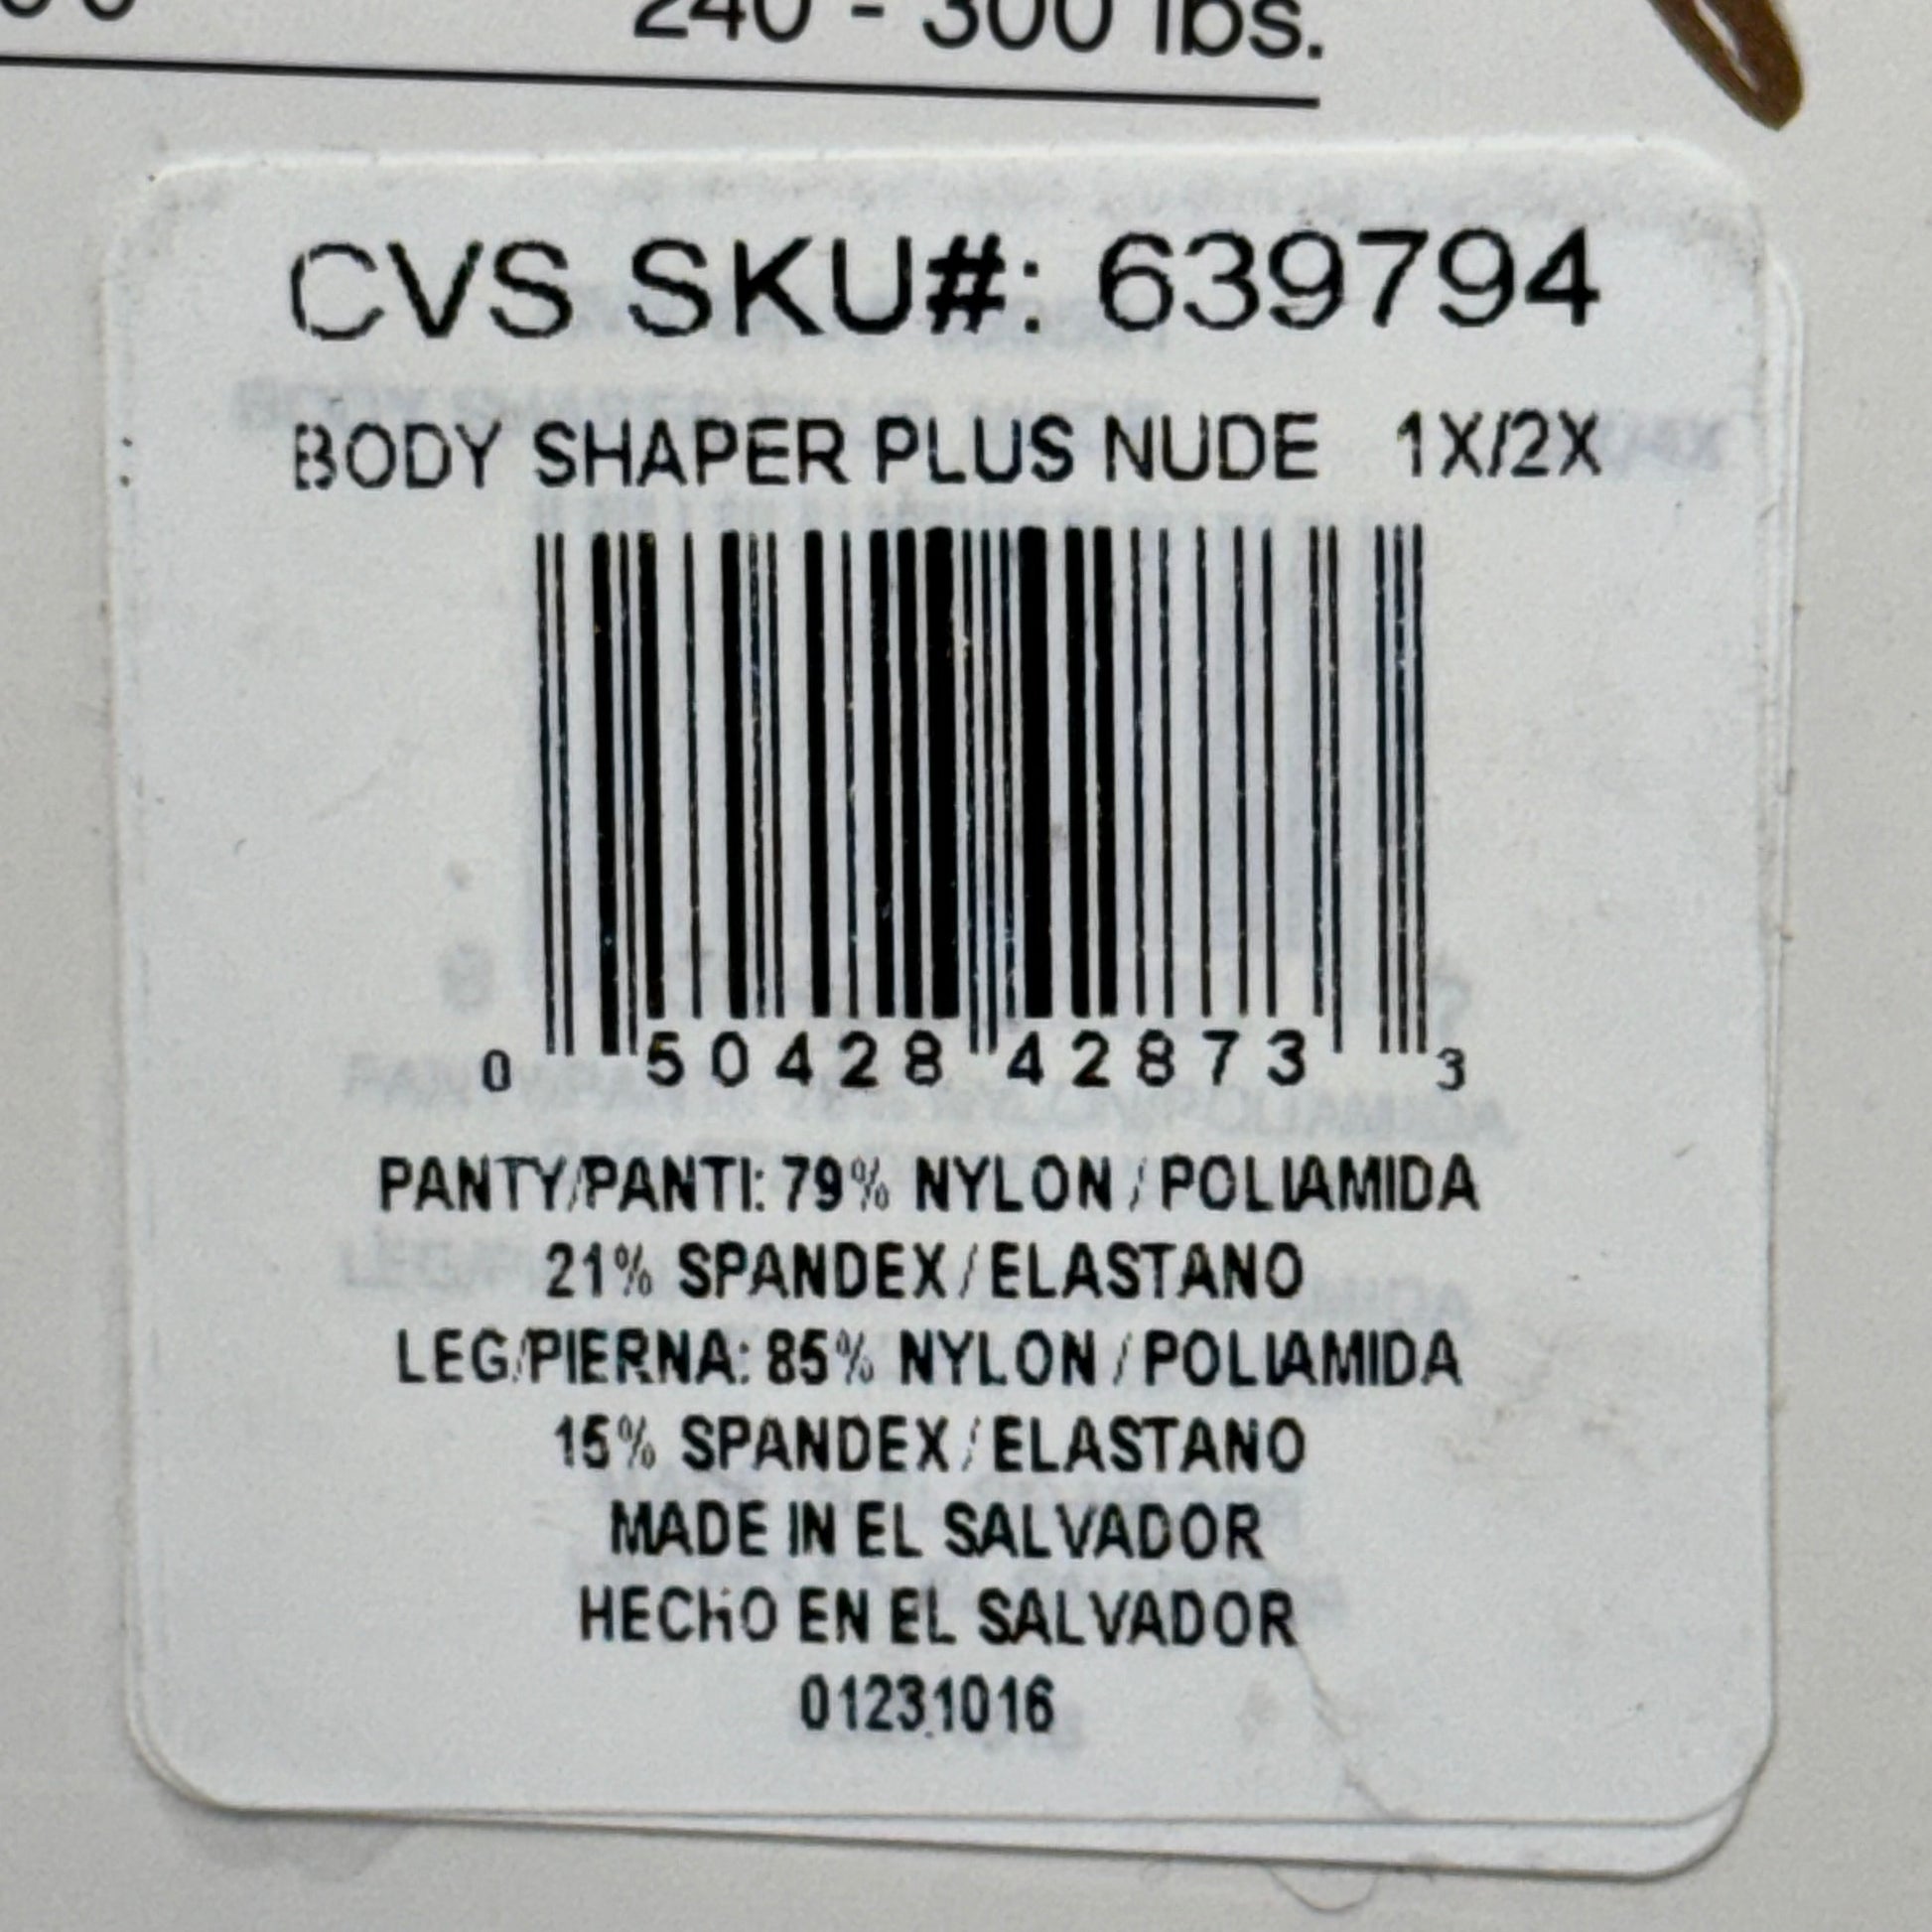 240 - 300 lbs.
CVS SKU#: 639794
BODY SHAPER PLUS NUDE 1X/2X
0 50428 42873 3
PANTY/PANTI: 79% NYLON / POLIAMIDA
21% SPANDEX / ELASTANO
LEG/PIERNA: 85% NYLON / POLIAMIDA
15% SPANDEX / ELASTANO
MADE IN EL SALVADOR
HECHO EN EL SALVADOR
01231016